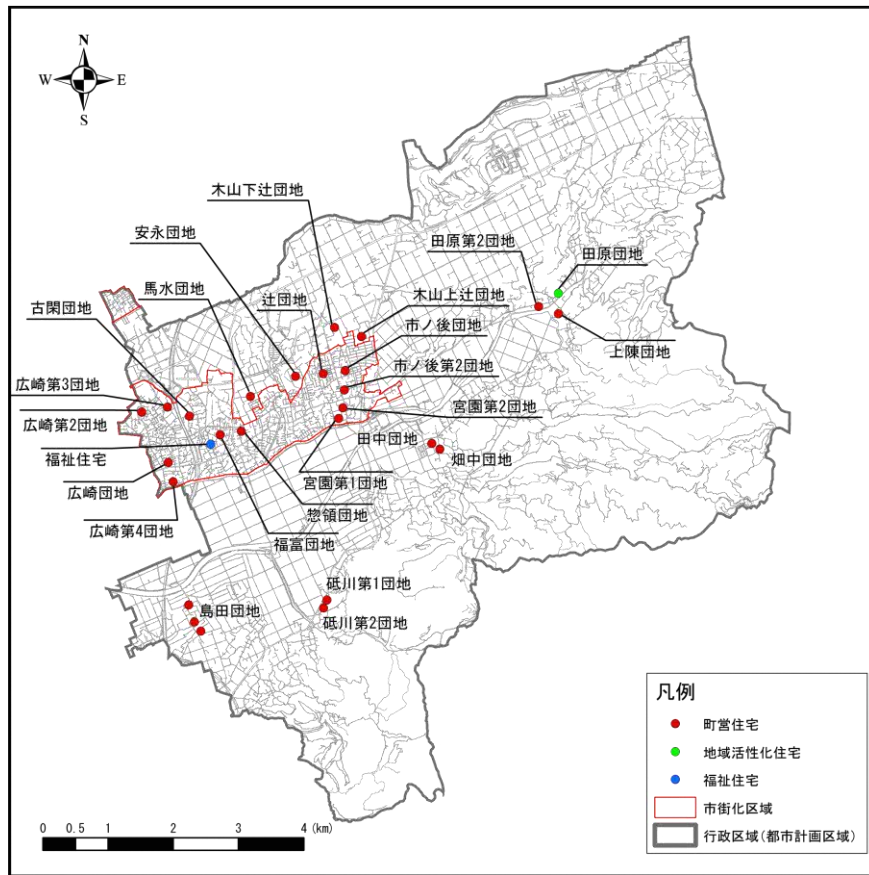 N
W
E
S
木山下辻団地
安永団地
田原第2団地
田原団地
馬水団地
辻団地
木山上辻団地
古閑団地
市ノ後団地
上陳団地
広崎第3団地
市ノ後第2団地
広崎第2団地
宮園第2団地
福祉住宅
田中団地
畑中団地
広崎団地
宮園第1団地
惣領団地
広崎第4団地
福富団地
砥川第1団地
島田団地
砥川第2団地
凡例
町営住宅
地域活性化住宅
福祉住宅
市街化区域
行政区域(都市計画区域)
0 0.5 1 2 3 4 (km)